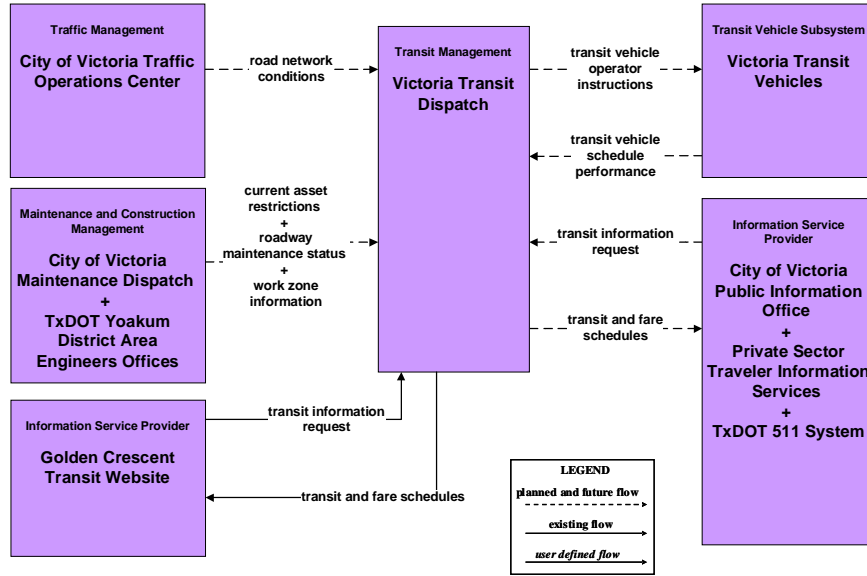 Traffic Management
City of Victoria Traffic
Operations Center
road network
conditions
Transit Management
Victoria Transit
Dispatch
transit vehicle
operator
instructions
Transit Vehicle Subsystem
Victoria Transit
Vehicles
transit vehicle
schedule
performance
Maintenance and Construction
Management
City of Victoria
Maintenance Dispatch
+
TxDOT Yoakum
District Area
Engineers Offices
current asset
restrictions
+
roadway
maintenance status
+
work zone
information
transit information
request
transit and fare
schedules
Information Service
Provider
City of Victoria
Public Information
Office
+
Private Sector
Traveler Information
Services
+
TxDOT 511 System
Information Service Provider
Golden Crescent
Transit Website
transit information
request
transit and fare schedules
LEGEND
planned and future flow
existing flow
user defined flow